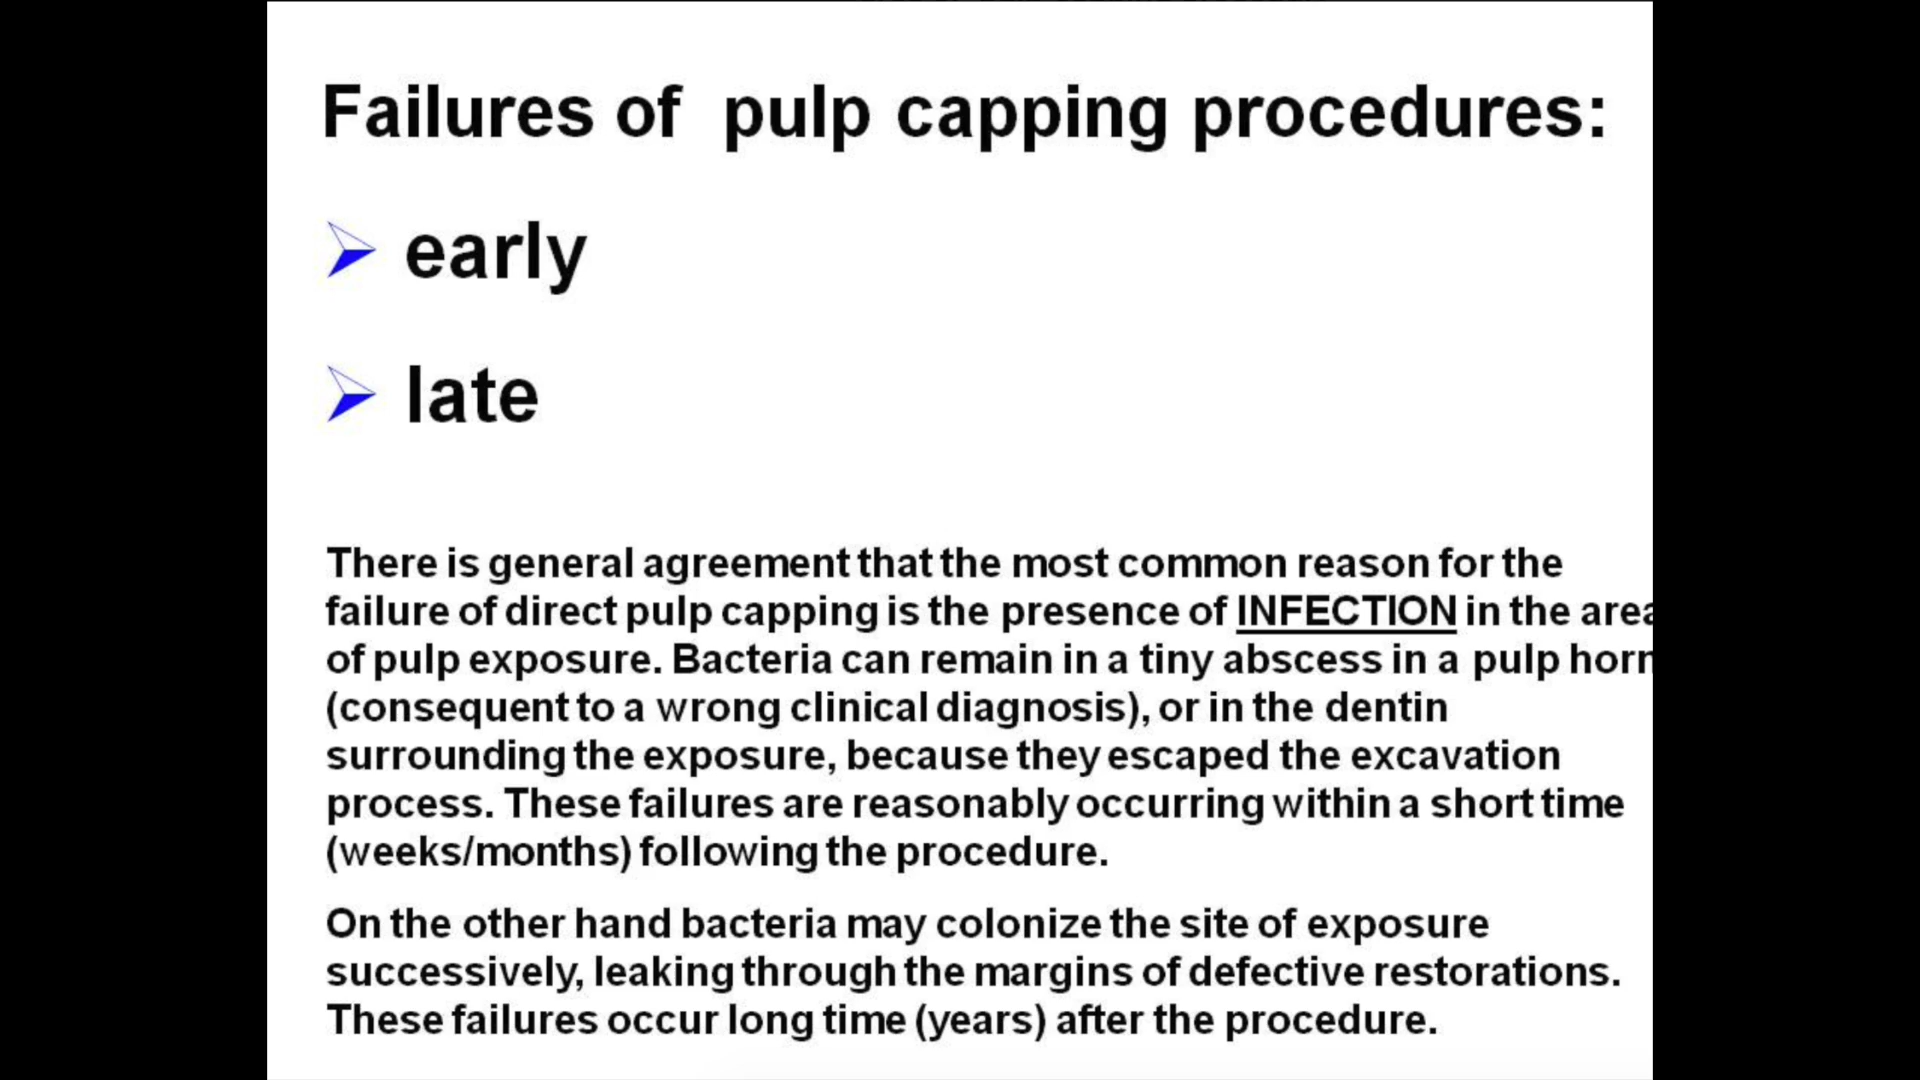 Failures of pulp capping procedures:
early
late
There is general agreement that the most common reason for the
failure of direct pulp capping is the presence of INFECTION in the area
of pulp exposure. Bacteria can remain in a tiny abscess in a pulp horn
(consequent to a wrong clinical diagnosis), or in the dentin
surrounding the exposure, because they escaped the excavation
process. These failures are reasonably occurring within a short time
(weeks/months) following the procedure.
On the other hand bacteria may colonize the site of exposure
successively, leaking through the margins of defective restorations.
These failures occur long time (years) after the procedure.